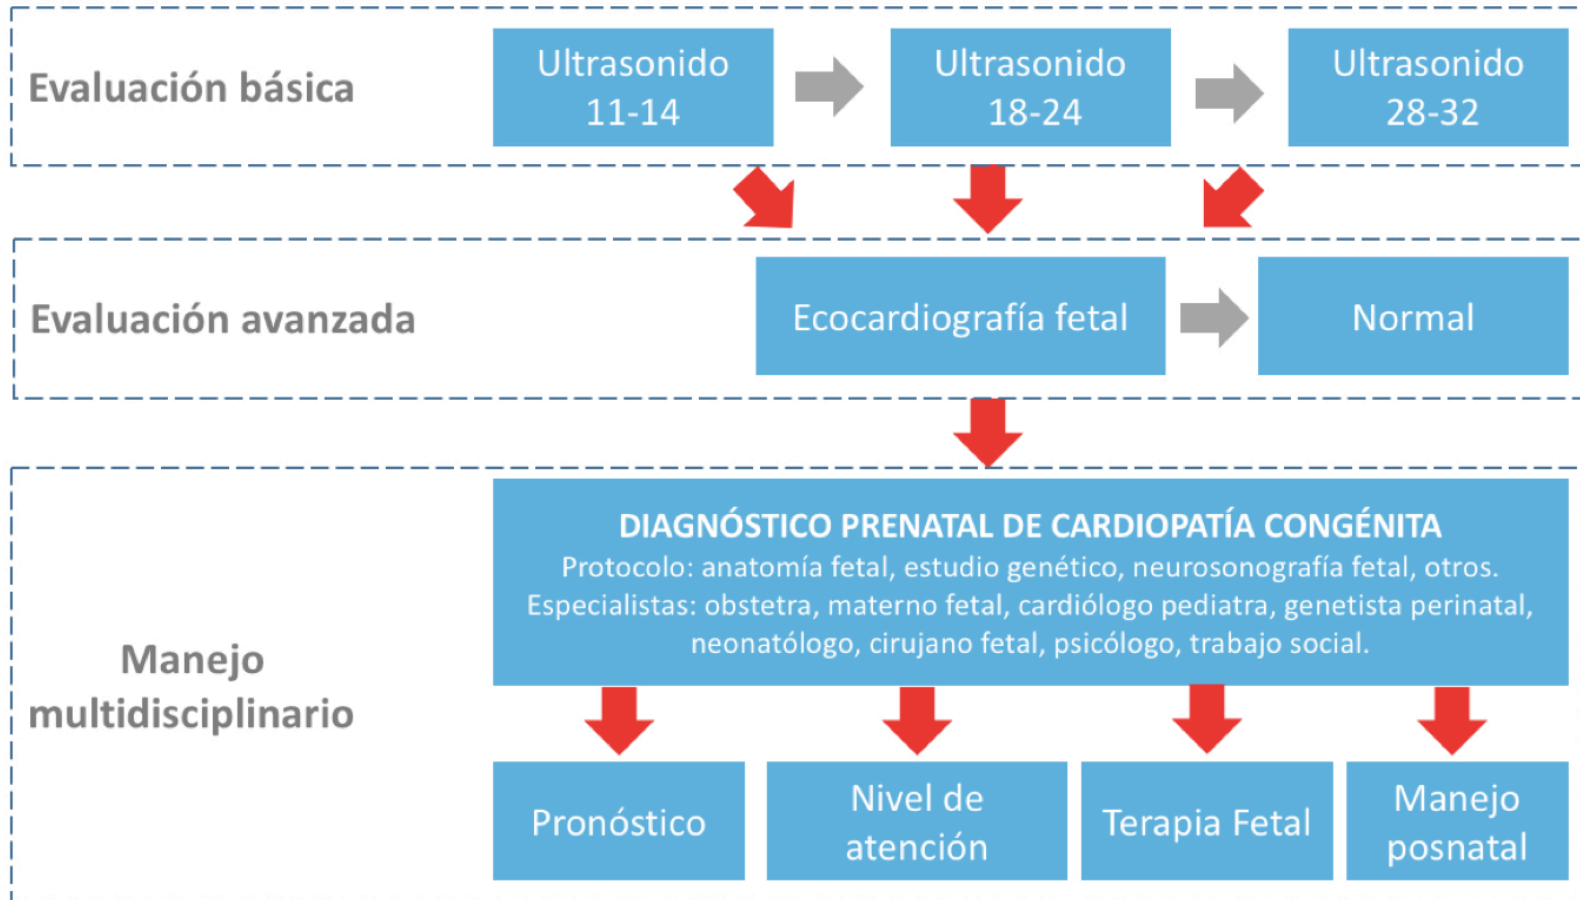 Evaluación básica
Ultrasonido
11-14
Ultrasonido
18-24
Ultrasonido
28-32
Evaluación avanzada
Ecocardiografía fetal
Normal
Manejo
multidisciplinario
DIAGNÓSTICO PRENATAL DE CARDIOPATÍA CONGÉNITA
Protocolo: anatomía fetal, estudio genético, neurosonografía fetal, otros.
Especialistas: obstetra, materno fetal, cardiólogo pediatra, genetista perinatal,
neonatólogo, cirujano fetal, psicólogo, trabajo social.
Pronóstico
Nivel de
atención
Terapia Fetal
Manejo
posnatal